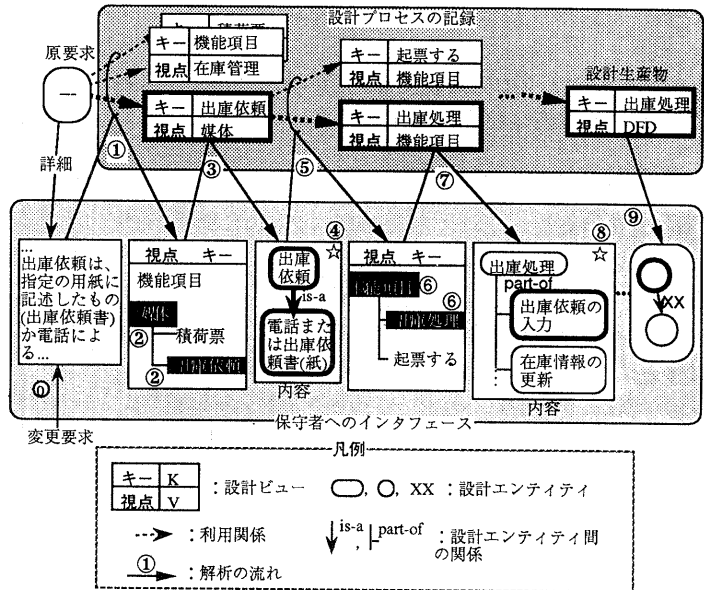 設計プロセスの記録
原要求
キー 積荷票
キー 機能項目
視点 在庫管理
キー 起票する
視点 機能項目
設計生産物
キー 出庫依頼
視点 媒体
キー 出庫処理
視点 機能項目
キー 出庫処理
視点 DFD
詳細
① ③ ⑤ ⑦ ⑨
...
出庫依頼は、
指定の用紙に
記述したもの
(出庫依頼書)
か電話によ
る...
⓪
変更要求
視点 キー
機能項目
媒体
②
積荷票
② 出庫依頼
④
☆
出庫
依頼
is-a
電話また
は出庫依
頼書(紙)
内容
視点 キー
機能項目 ⑥
⑥
出庫処理
起票する
⑧
☆
出庫処理
part-of
出庫依頼の
入力
在庫情報の
更新
:
内容
XX
保守者へのインタフェース
凡例
キー K
視点 V
：設計ビュー
, , XX ：設計エンティティ
：利用関係
is-a , part-of ：設計エンティティ間
の関係
① ：解析の流れ